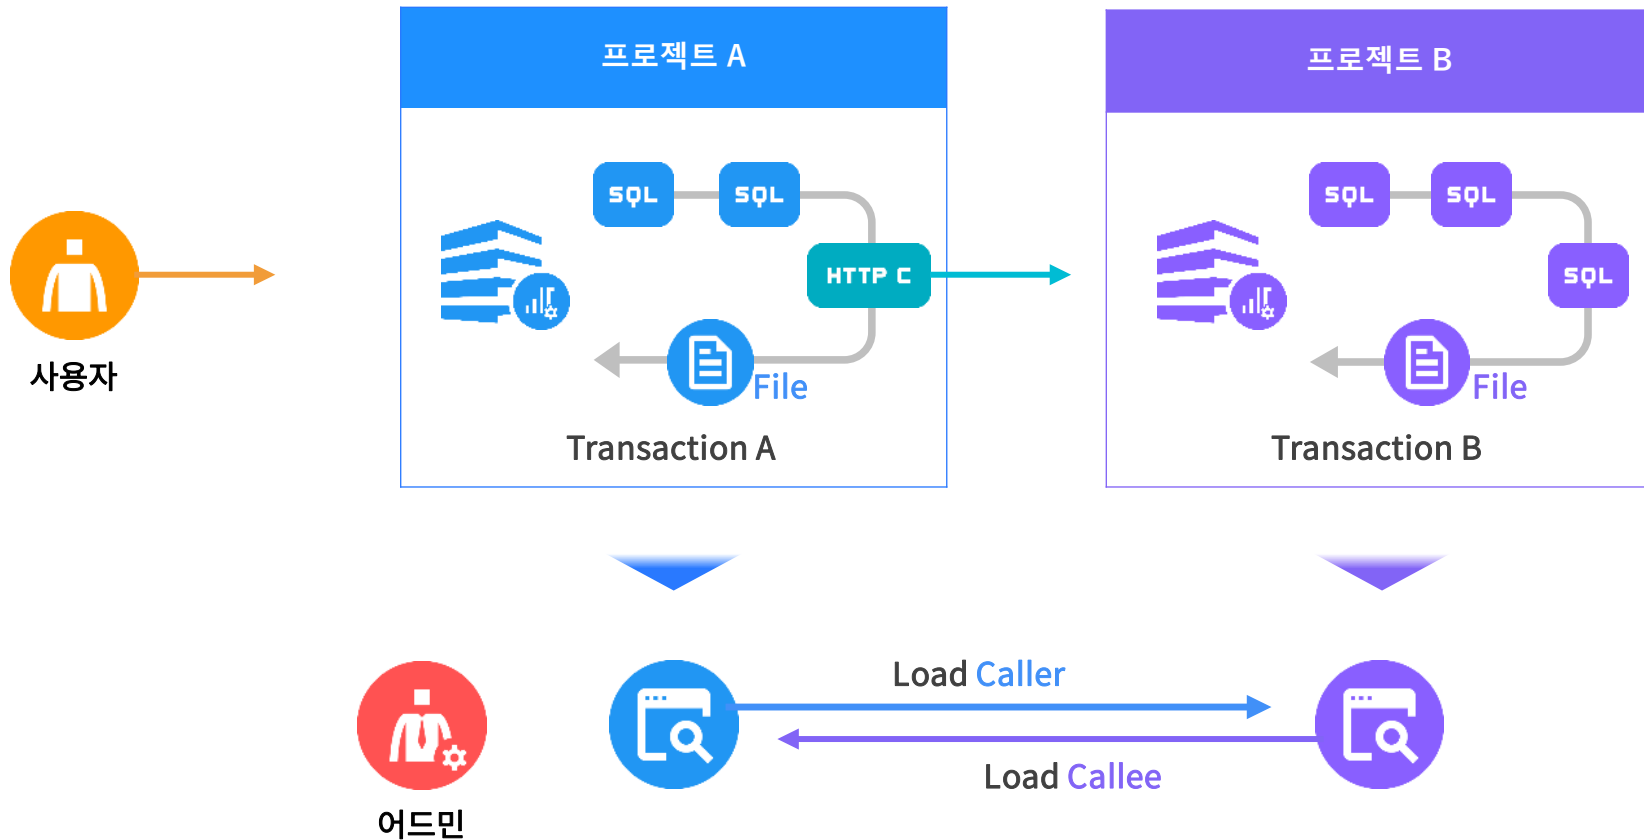 프로젝트 A
프로젝트 B
SQL
SQL
SQL
SQL
HTTP C
SQL
사용자
File
File
Transaction A
Transaction B
Load Caller
Load Callee
어드민